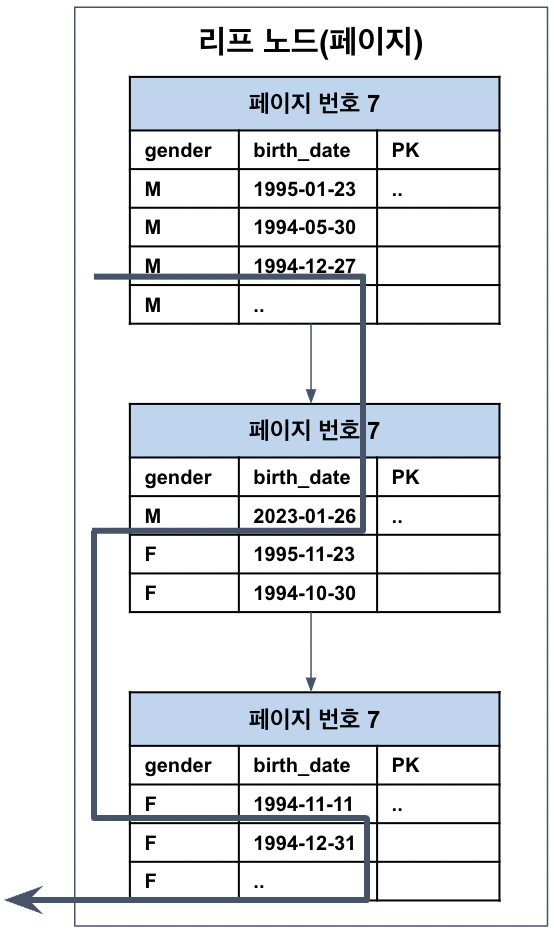 리프 노드(페이지)
페이지 번호 7
gender birth_date PK
M 1995-01-23 ..
M 1994-05-30
M 1994-12-27
M ..
페이지 번호 7
gender birth_date PK
M 2023-01-26 ..
F 1995-11-23
F 1994-10-30
페이지 번호 7
gender birth_date PK
F 1994-11-11 ..
F 1994-12-31
F ..